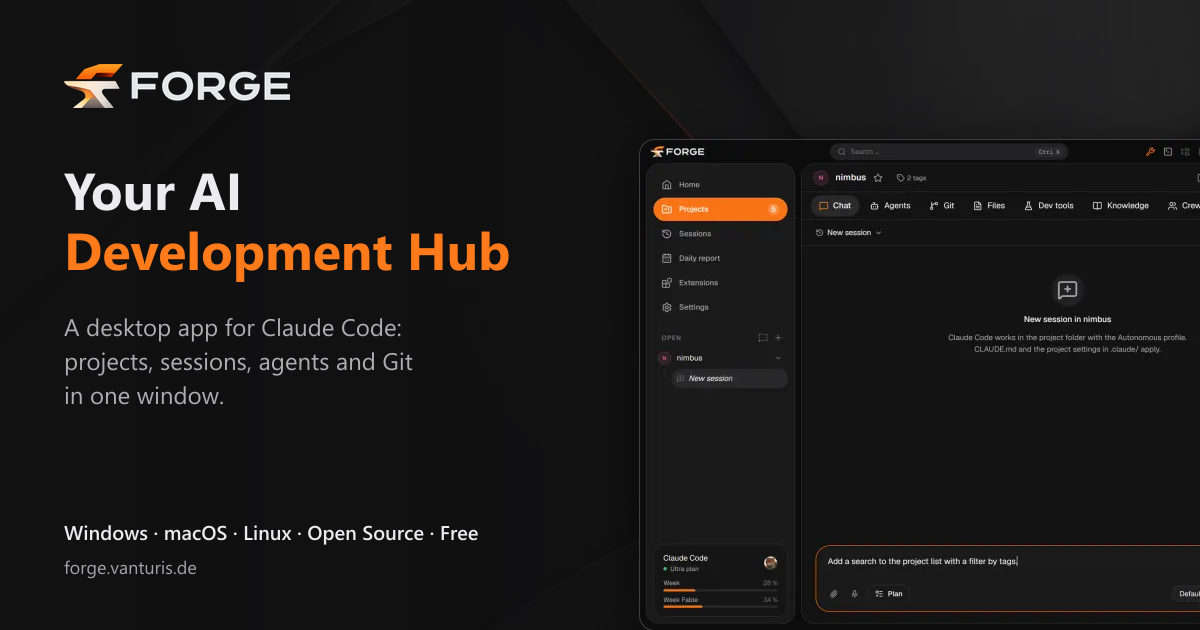 FORGE
Your AI
Development Hub
A desktop app for Claude Code:
projects, sessions, agents and Git
in one window.
Windows · macOS · Linux · Open Source · Free
forge.vanturis.de
FORGE
Search ...
Ctrl K
Home
Projects 5
Sessions
Daily report
Extensions
Settings
OPEN
N nimbus
New session
Claude Code
Ultra plan
Week 28 %
Week Fable 34 %
N nimbus 2 tags
Chat Agents Git Files Dev tools Knowledge Crew
New session
New session in nimbus
Claude Code works in the project folder with the Autonomous profile.
CLAUDE.md and the project settings in .claude/ apply.
Add a search to the project list with a filter by tags.
Plan